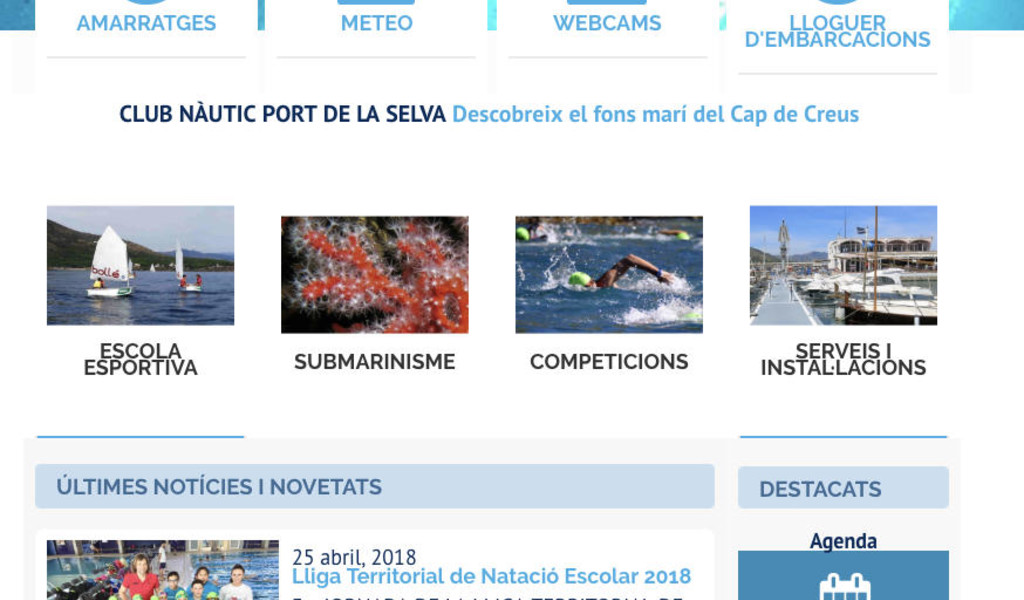 AMARRATGES
METEO
WEBCAMS
LLOGUER
D'EMBARCACIONS
CLUB NÀUTIC PORT DE LA SELVA Descobreix el fons marí del Cap de Creus
bollé
ESCOLA
ESPORTIVA
SUBMARINISME
COMPETICIONS
SERVEIS I
INSTAL·LACIONS
ÚLTIMES NOTÍCIES I NOVETATS
DESTACATS
25 abril, 2018
Lliga Territorial de Natació Escolar 2018
Agenda